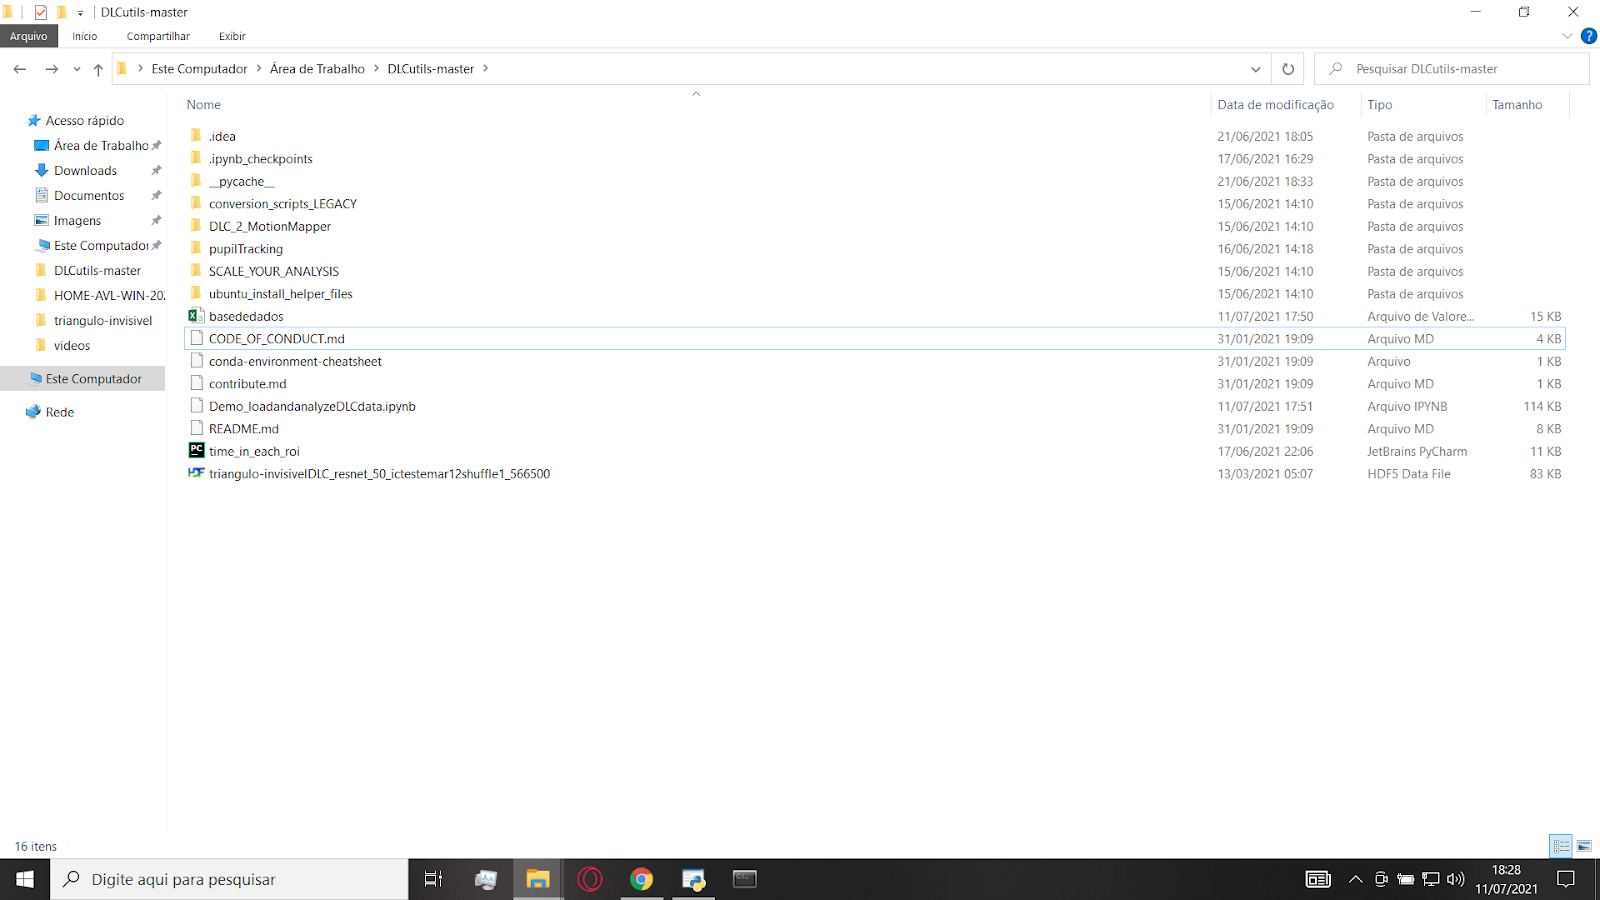 DLCutils-master
Arquivo Início Compartilhar Exibir
Este Computador Área de Trabalho DLCutils-master Pesquisar DLCutils-master
Nome Data de modificação Tipo Tamanho
Acesso rápido
Área de Trabalho
Downloads
Documentos
Imagens
Este Computador
DLCutils-master
HOME-AVL-WIN-202
triangulo-invisivel
videos
Este Computador
Rede
.idea 21/06/2021 18:05 Pasta de arquivos
.ipynb_checkpoints 17/06/2021 16:29 Pasta de arquivos
__pycache__ 21/06/2021 18:33 Pasta de arquivos
conversion_scripts_LEGACY 15/06/2021 14:10 Pasta de arquivos
DLC_2_MotionMapper 15/06/2021 14:10 Pasta de arquivos
pupilTracking 16/06/2021 14:18 Pasta de arquivos
SCALE_YOUR_ANALYSIS 15/06/2021 14:10 Pasta de arquivos
ubuntu_install_helper_files 15/06/2021 14:10 Pasta de arquivos
basededados 11/07/2021 17:50 Arquivo de Valore... 15 KB
CODE_OF_CONDUCT.md 31/01/2021 19:09 Arquivo MD 4 KB
conda-environment-cheatsheet 31/01/2021 19:09 Arquivo 1 KB
contribute.md 31/01/2021 19:09 Arquivo MD 1 KB
Demo_loadandanalyzeDLCdata.ipynb 11/07/2021 17:51 Arquivo IPYNB 114 KB
README.md 31/01/2021 19:09 Arquivo MD 8 KB
time_in_each_roi 17/06/2021 22:06 JetBrains PyCharm 11 KB
triangulo-invisivelDLC_resnet_50_ictestemar12shuffle1_566500 13/03/2021 05:07 HDF5 Data File 83 KB
16 itens
Digite aqui para pesquisar
18:28
11/07/2021